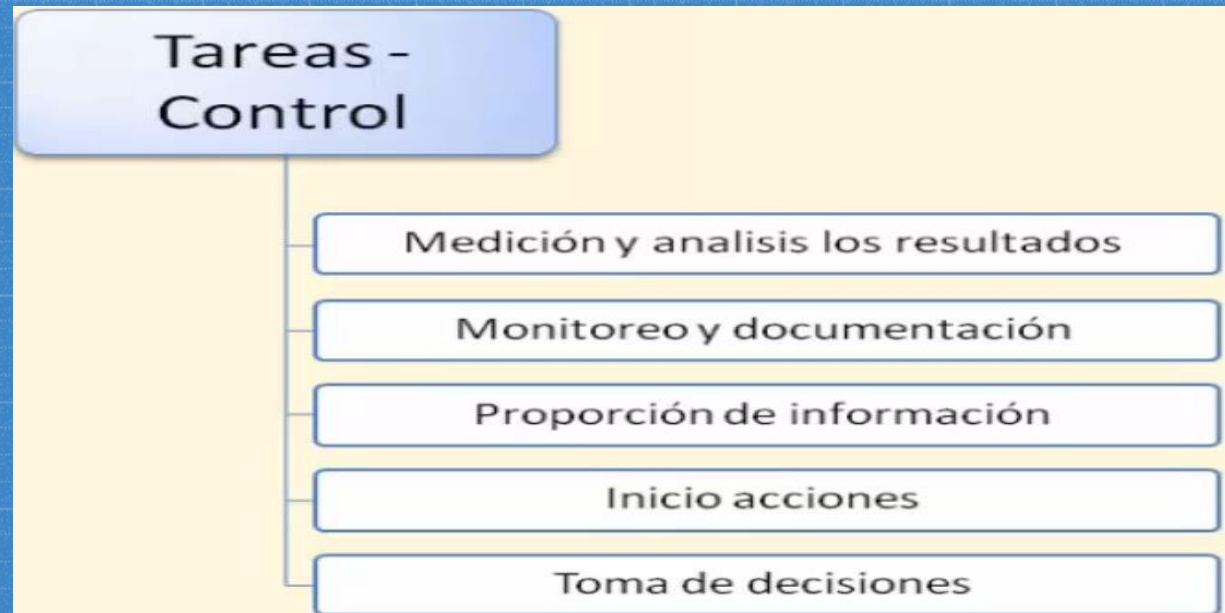 Tareas -
Control
Medición y analisis los resultados
Monitoreo y documentación
Proporción de información
Inicio acciones
Toma de decisiones